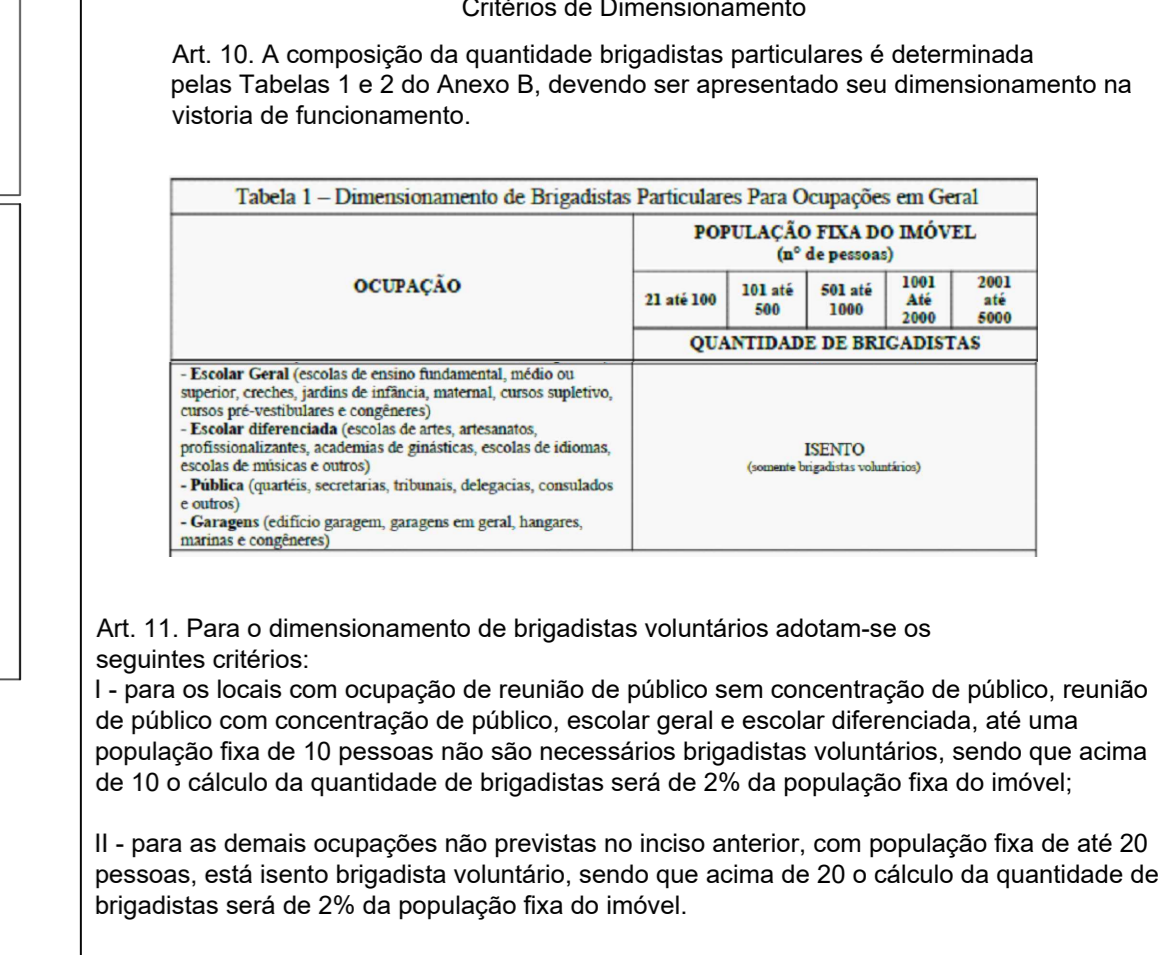 Critérios de Dimensionamento
Art. 10. A composição da quantidade brigadistas particulares é determinada
pelas Tabelas 1 e 2 do Anexo B, devendo ser apresentado seu dimensionamento na
vistoria de funcionamento.
Tabela 1 – Dimensionamento de Brigadistas Particulares Para Ocupações em Geral
OCUPAÇÃO
POPULAÇÃO FIXA DO IMÓVEL
(nº de pessoas)
21 até 100
101 até
500
501 até
1000
1001
Até
2000
2001
até
5000
QUANTIDADE DE BRIGADISTAS
- Escolar Geral (escolas de ensino fundamental, médio ou
superior, creches, jardins de infância, maternal, cursos supletivo,
cursos pré-vestibulares e congêneres)
- Escolar diferenciada (escolas de artes, artesanatos,
profissionalizantes, academias de ginásticas, escolas de idiomas,
escolas de músicas e outros)
- Pública (quartéis, secretarias, tribunais, delegacias, consulados
e outros)
- Garagens (edifício garagem, garagens em geral, hangares,
marinas e congêneres)
ISENTO
(somente brigadistas voluntários)
Art. 11. Para o dimensionamento de brigadistas voluntários adotam-se os
seguintes critérios:
I - para os locais com ocupação de reunião de público sem concentração de público, reunião
de público com concentração de público, escolar geral e escolar diferenciada, até uma
população fixa de 10 pessoas não são necessários brigadistas voluntários, sendo que acima
de 10 o cálculo da quantidade de brigadistas será de 2% da população fixa do imóvel;
II - para as demais ocupações não previstas no inciso anterior, com população fixa de até 20
pessoas, está isento brigadista voluntário, sendo que acima de 20 o cálculo da quantidade de
brigadistas será de 2% da população fixa do imóvel.